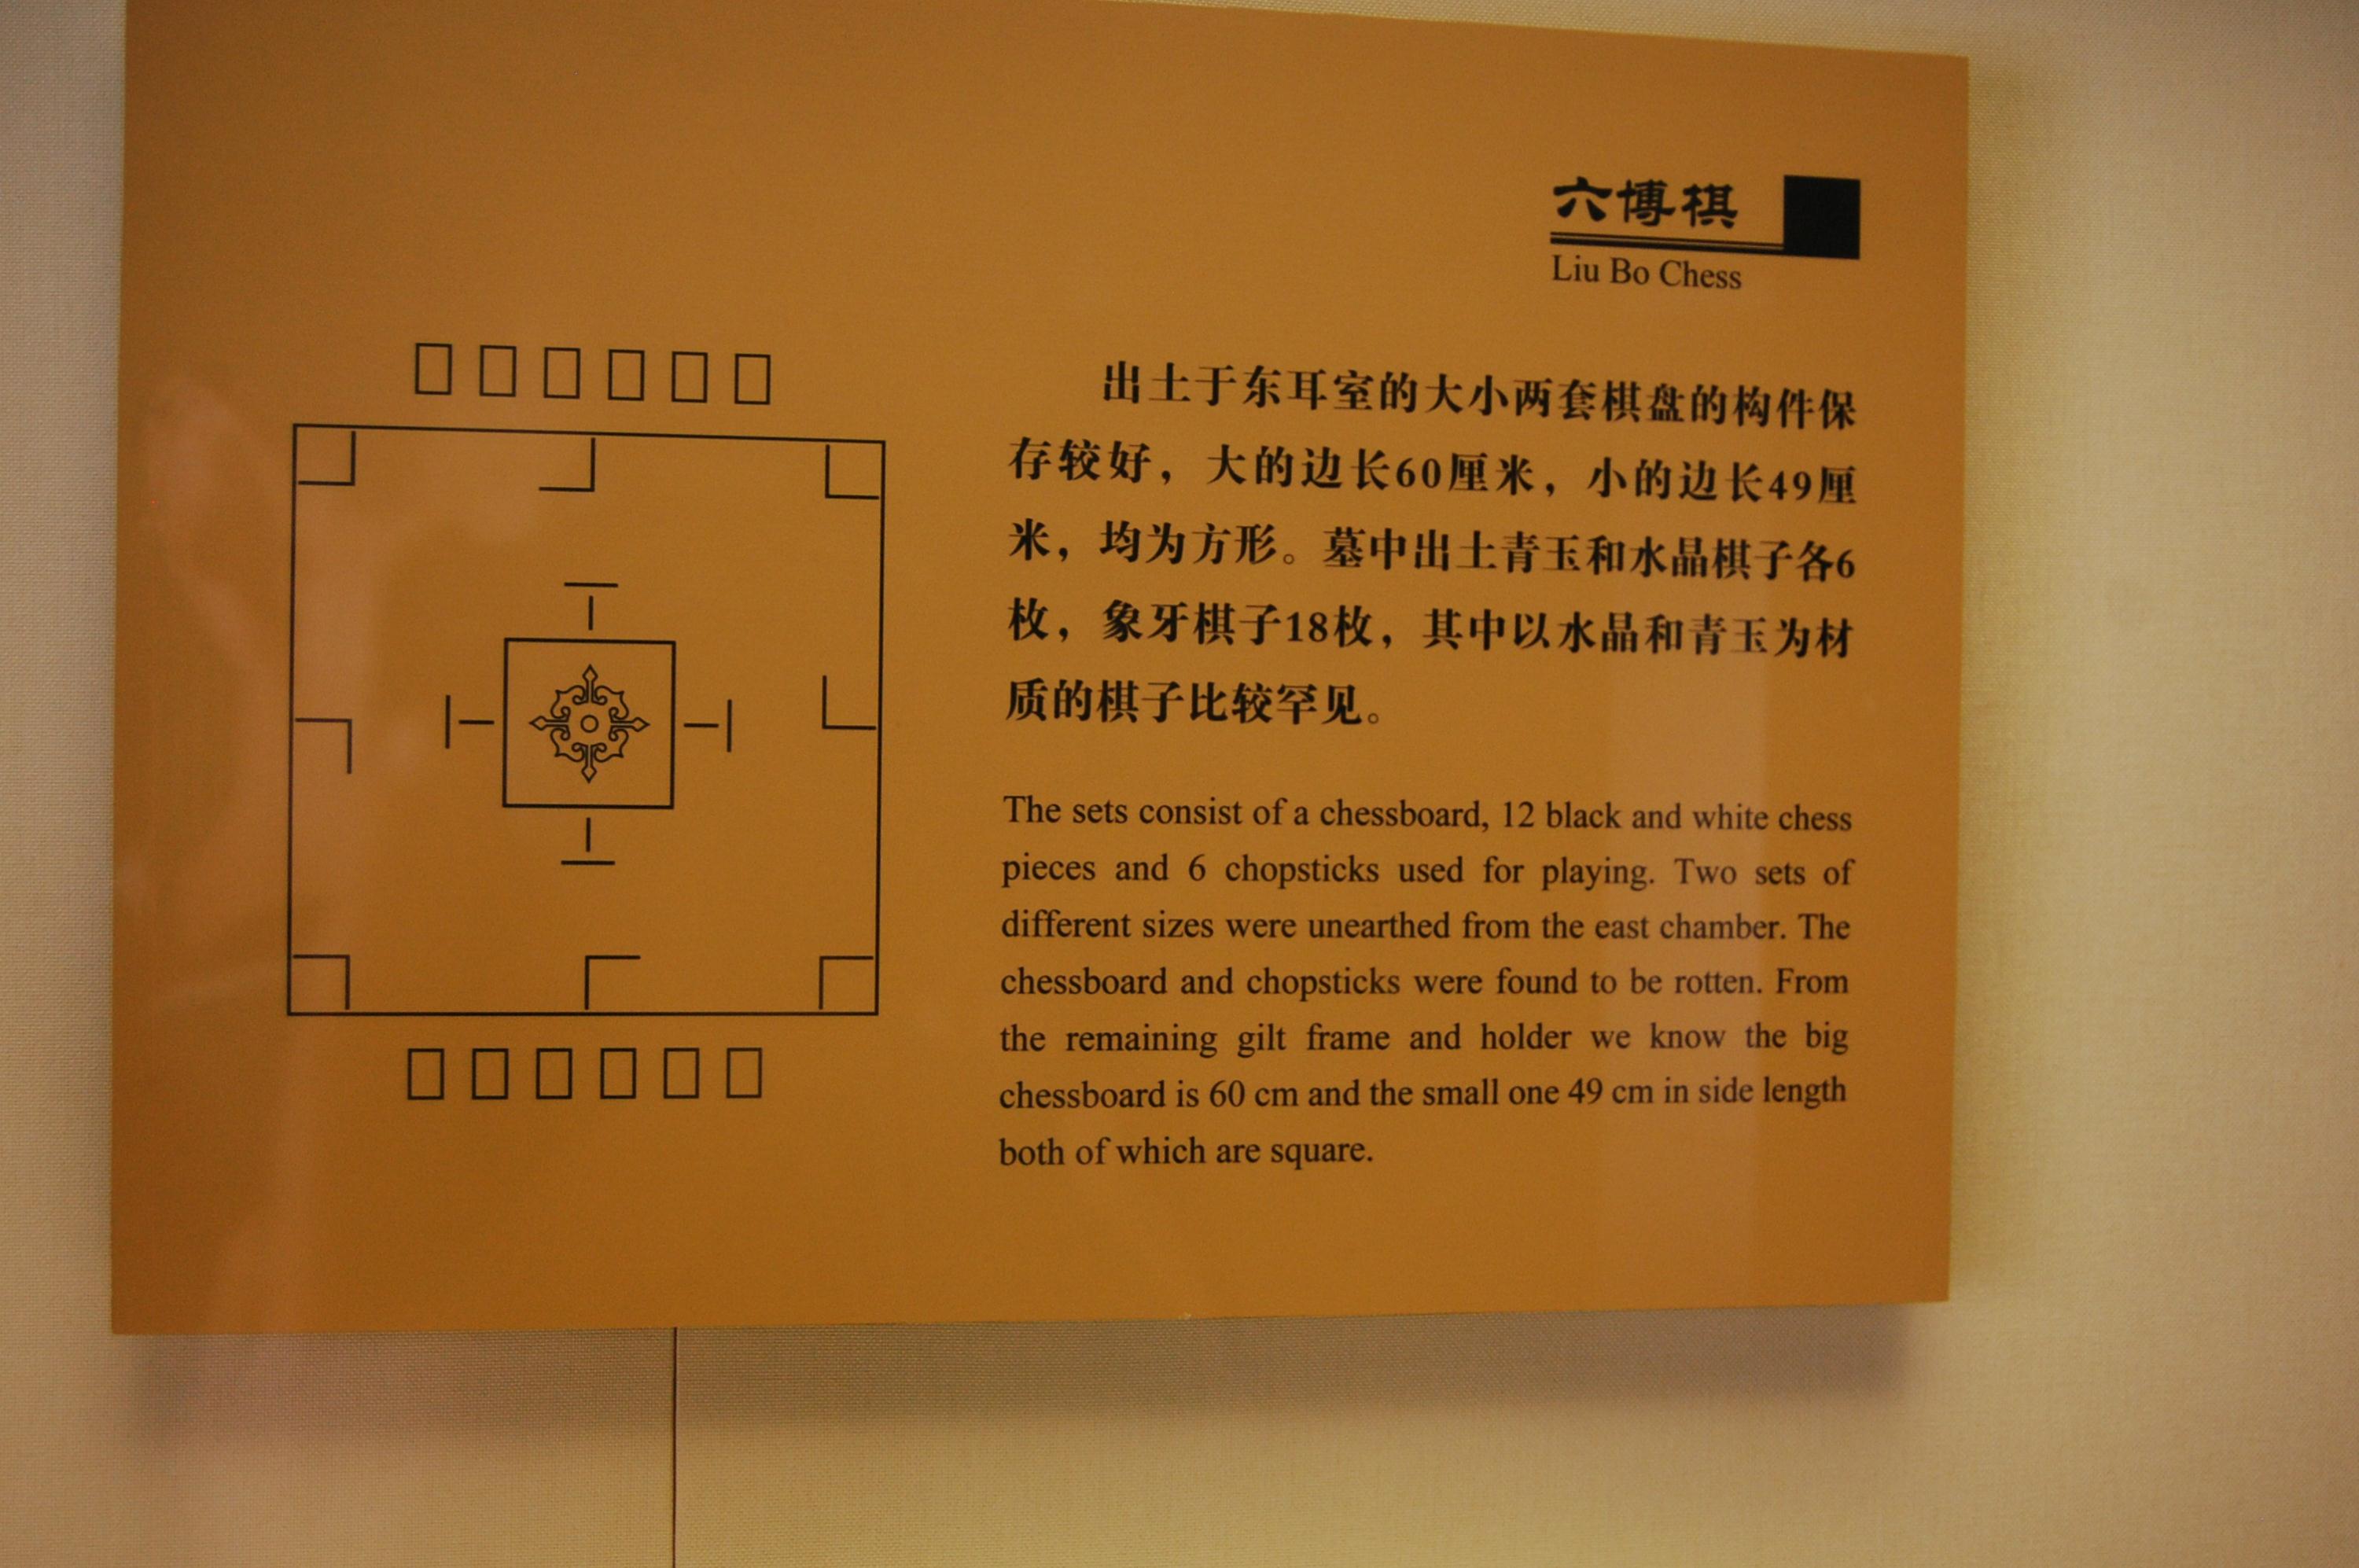 六博棋
Liu Bo Chess
出土于东耳室的大小两套棋盘的构件保
存较好，大的边长60厘米，小的边长49厘
米，均为方形。墓中出土青玉和水晶棋子各6
枚，象牙棋子18枚，其中以水晶和青玉为材
质的棋子比较罕见。
The sets consist of a chessboard, 12 black and white chess
pieces and 6 chopsticks used for playing. Two sets of
different sizes were unearthed from the east chamber. The
chessboard and chopsticks were found to be rotten. From
the remaining gilt frame and holder we know the big
chessboard is 60 cm and the small one 49 cm in side length
both of which are square.